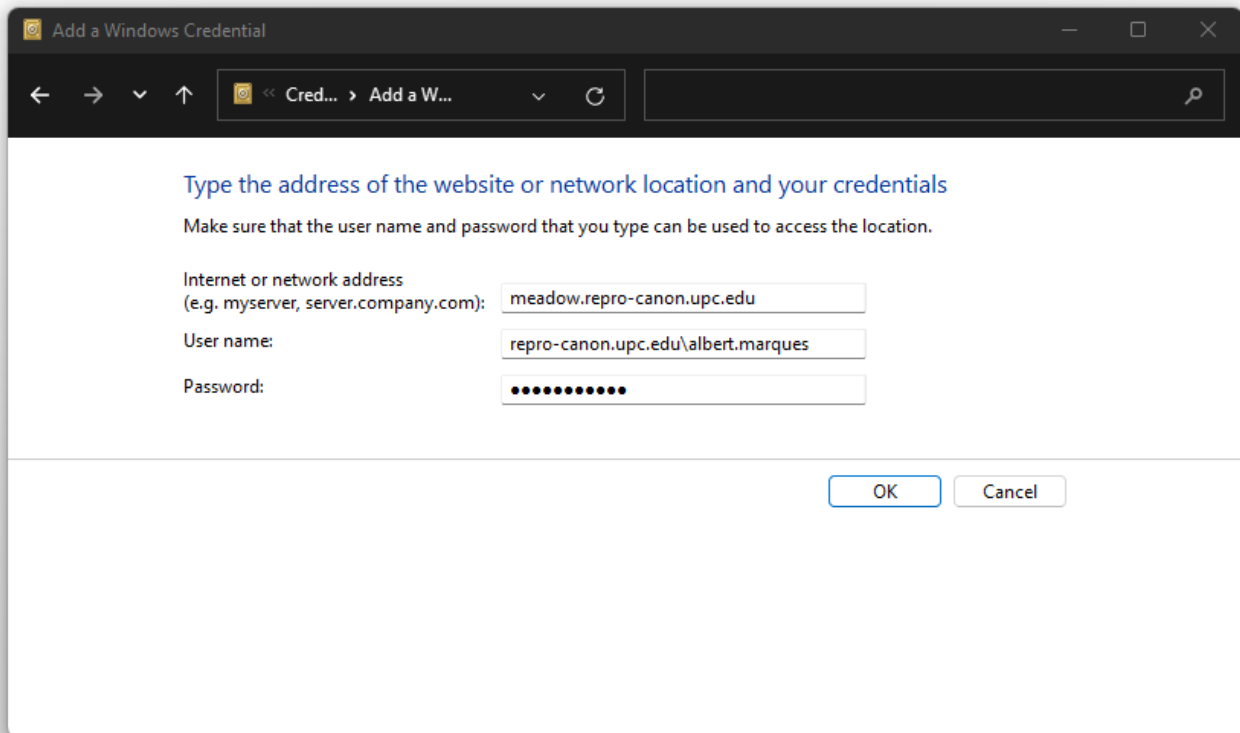 Add a Windows Credential
« Cred... › Add a W...
Type the address of the website or network location and your credentials
Make sure that the user name and password that you type can be used to access the location.
Internet or network address
(e.g. myserver, server.company.com): meadow.repro-canon.upc.edu
User name: repro-canon.upc.edu\albert.marques
Password: ●●●●●●●●●●●
OK Cancel